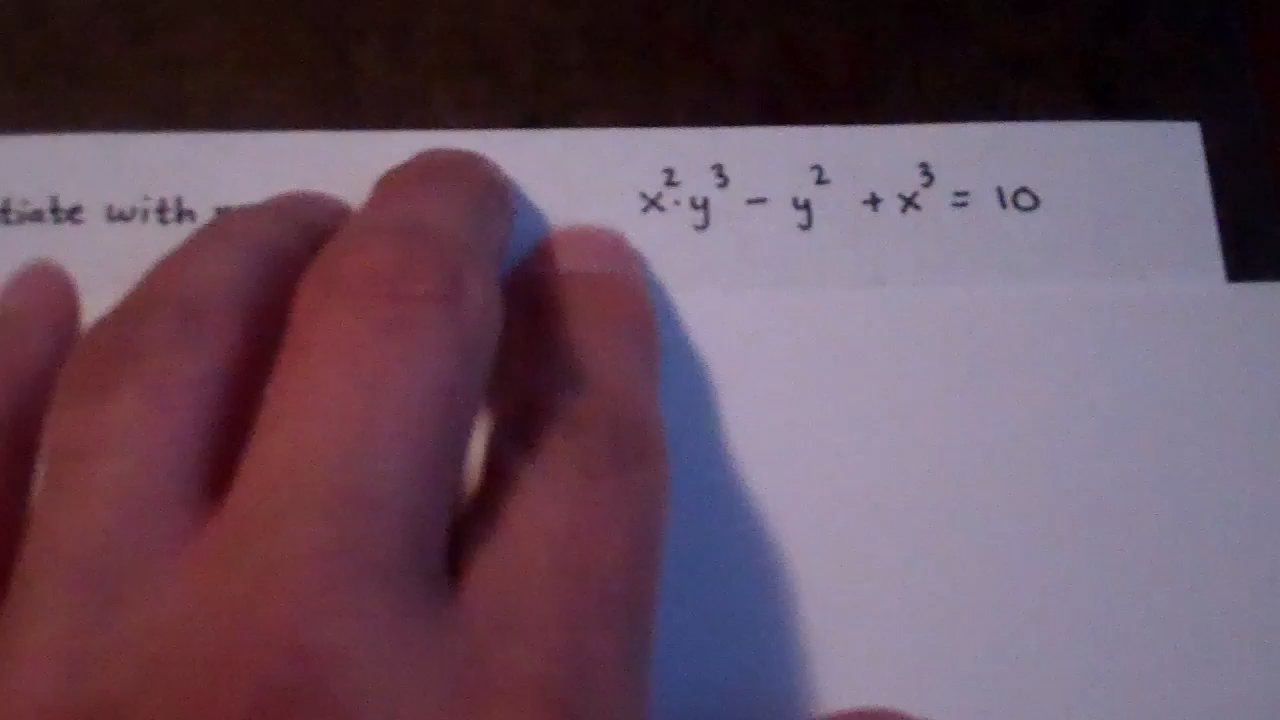 tiate with x²·y³ - y² + x³ = 10